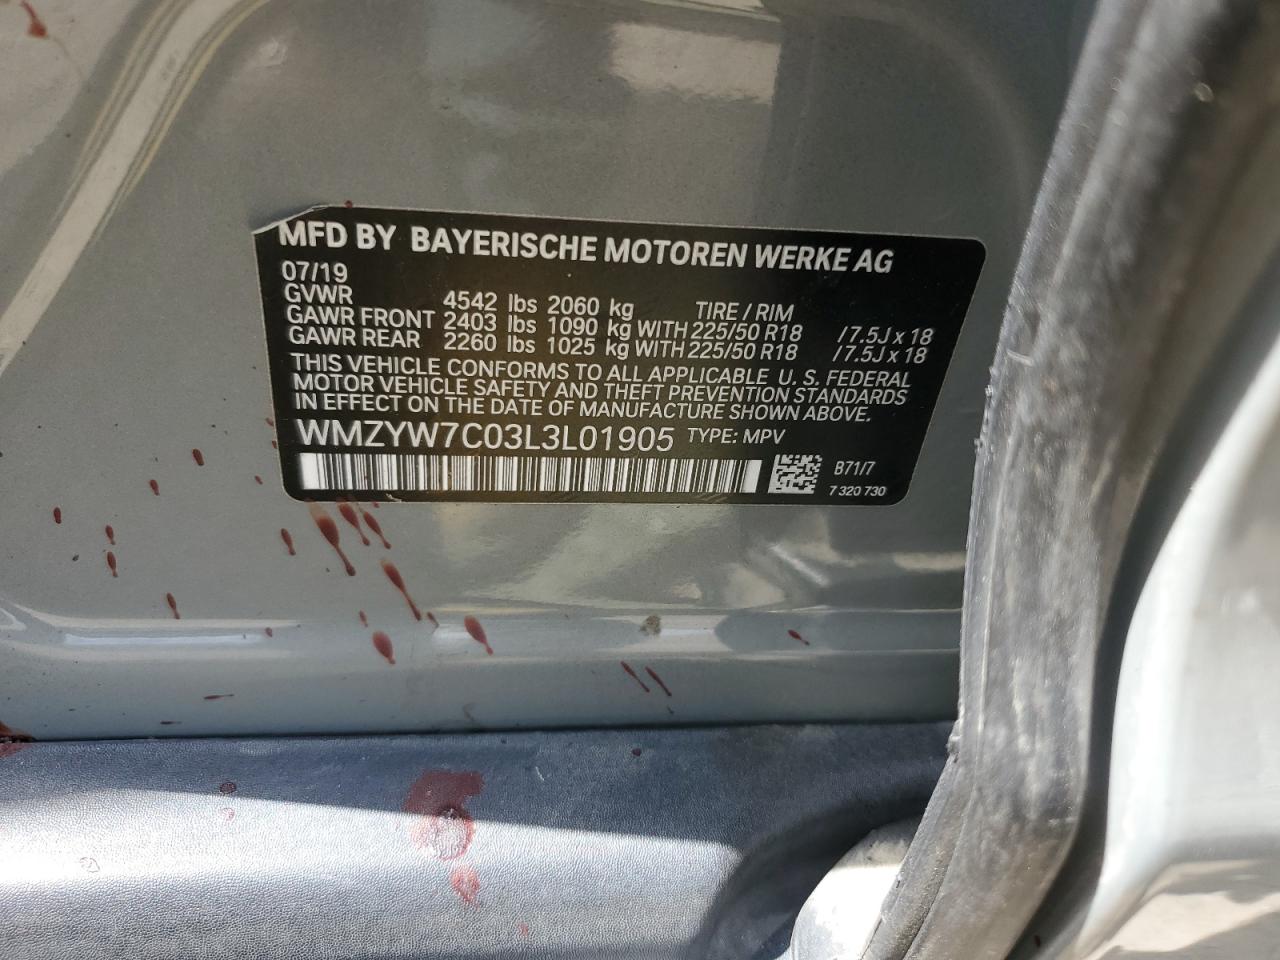 MFD BY BAYERISCHE MOTOREN WERKE AG
07/19
GVWR 4542 lbs 2060 kg TIRE / RIM
GAWR FRONT 2403 lbs 1090 kg WITH 225/50 R18 / 7.5J x 18
GAWR REAR 2260 lbs 1025 kg WITH 225/50 R18 / 7.5J x 18
THIS VEHICLE CONFORMS TO ALL APPLICABLE U. S. FEDERAL
MOTOR VEHICLE SAFETY AND THEFT PREVENTION STANDARDS
IN EFFECT ON THE DATE OF MANUFACTURE SHOWN ABOVE.
WMZYW7C03L3L01905 TYPE: MPV
B71/7
7 320 730